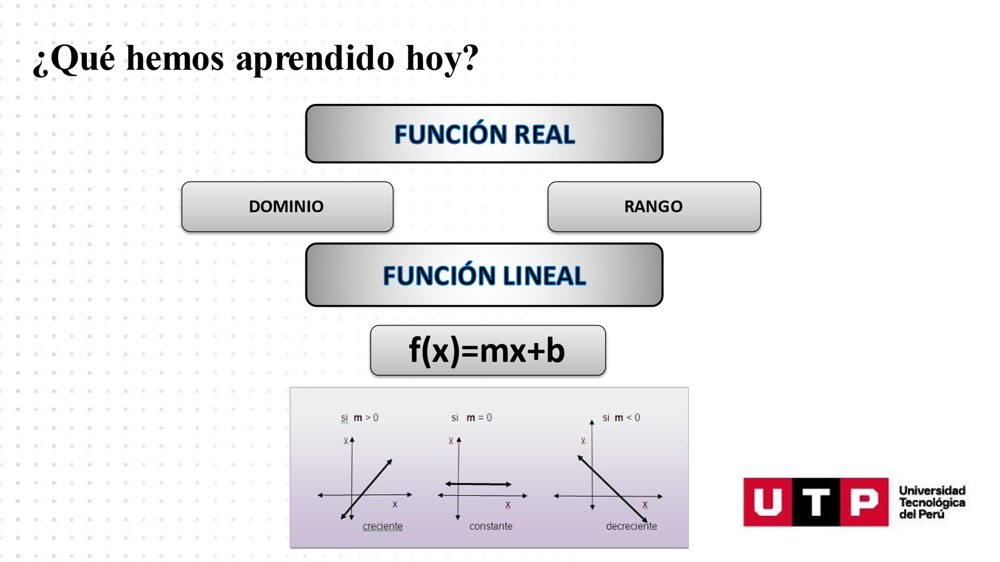 ¿Qué hemos aprendido hoy?
FUNCIÓN REAL
DOMINIO
RANGO
FUNCIÓN LINEAL
f(x)=mx+b
si m > 0
si m = 0
si m < 0
y
y
y
x
x
x
creciente
constante
decreciente
UTP
Universidad
Tecnológica
del Perú